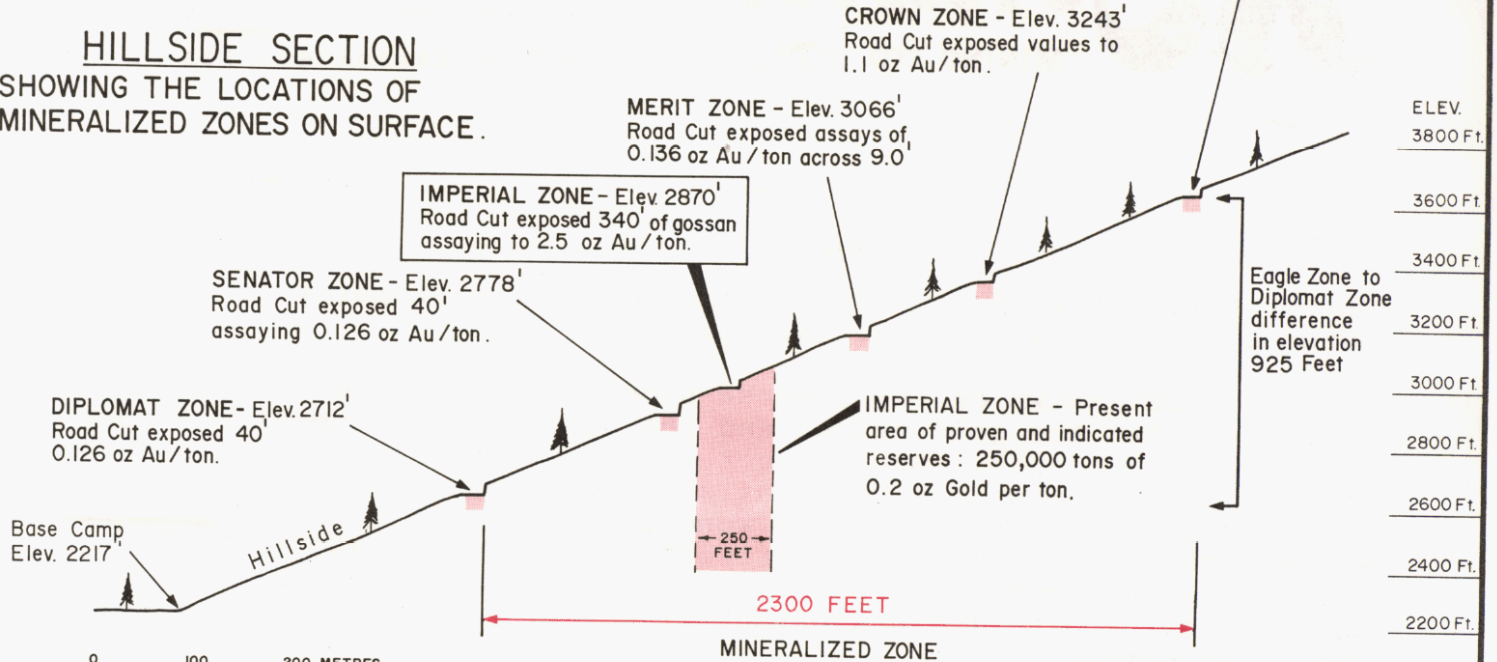 HILLSIDE SECTION
SHOWING THE LOCATIONS OF
MINERALIZED ZONES ON SURFACE.
CROWN ZONE - Elev. 3243'
Road Cut exposed values to
1.1 oz Au/ton.
MERIT ZONE - Elev. 3066'
Road Cut exposed assays of
0.136 oz Au/ton across 9.0'
IMPERIAL ZONE - Elev. 2870'
Road Cut exposed 340' of gossan
assaying to 2.5 oz Au/ton.
SENATOR ZONE - Elev. 2778'
Road Cut exposed 40'
assaying 0.126 oz Au/ton.
DIPLOMAT ZONE - Elev. 2712'
Road Cut exposed 40'
0.126 oz Au/ton.
Base Camp
Elev. 2217'
Hillside
IMPERIAL ZONE - Present
area of proven and indicated
reserves : 250,000 tons of
0.2 oz Gold per ton.
250
FEET
Eagle Zone to
Diplomat Zone
difference
in elevation
925 Feet
ELEV.
3800 Ft.
3600 Ft.
3400 Ft.
3200 Ft.
3000 Ft.
2800 Ft.
2600 Ft.
2400 Ft.
2200 Ft.
2300 FEET
MINERALIZED ZONE
0 100 200 METRES